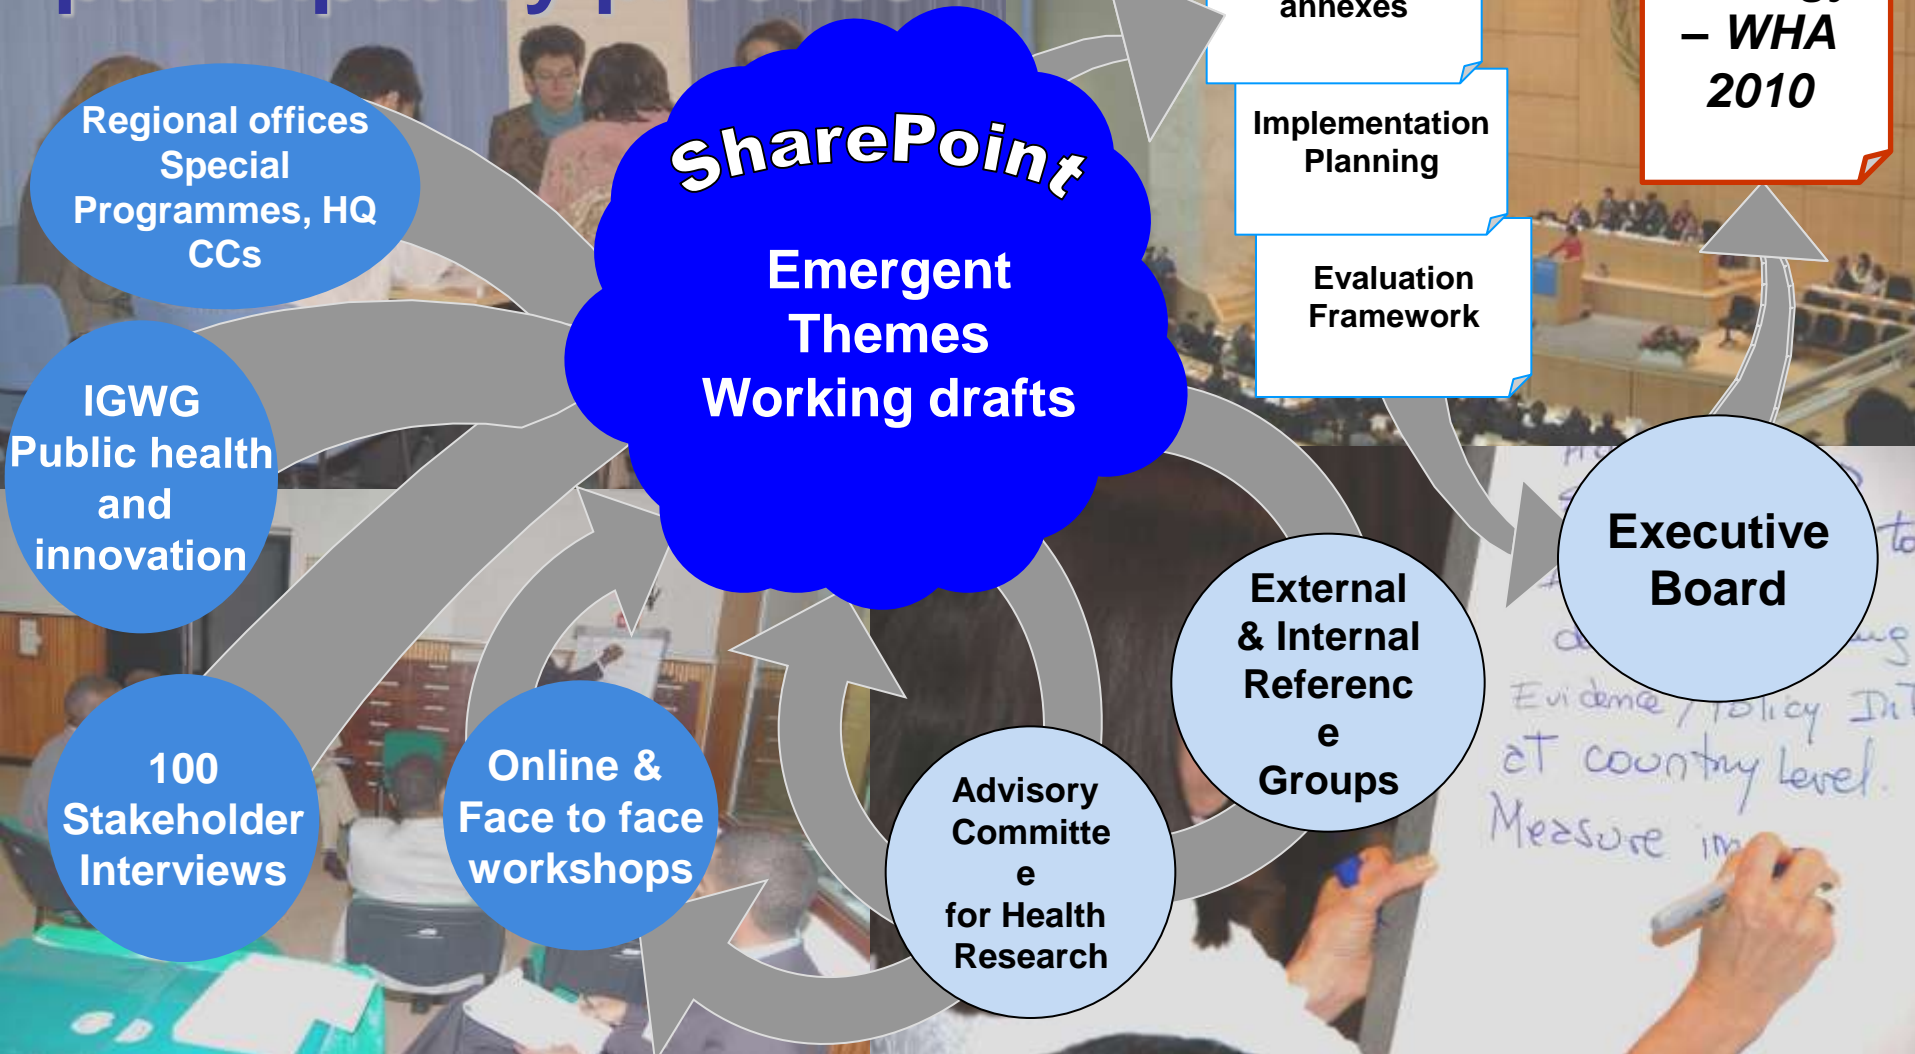 annexes
– WHA
2010
Regional offices
Special
Programmes, HQ
CCs
SharePoint
Emergent
Themes
Working drafts
Implementation
Planning
Evaluation
Framework
IGWG
Public health
and
innovation
Executive
Board
External
& Internal
Referenc
e
Groups
100
Stakeholder
Interviews
Online &
Face to face
workshops
Advisory
Committe
e
for Health
Research
Evidence / Policy
at country level.
Measure